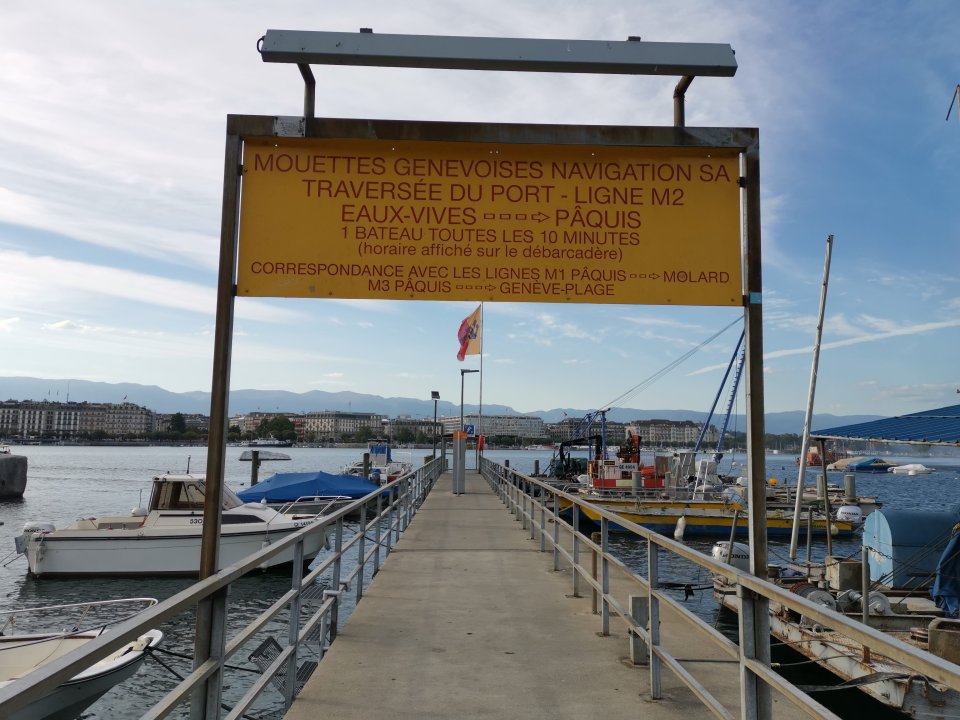 MOUETTES GENEVOISES NAVIGATION SA
TRAVERSÉE DU PORT - LIGNE M2
EAUX-VIVES ▭▭▭▭⇨ PÂQUIS
1 BATEAU TOUTES LES 10 MINUTES
(horaire affiché sur le débarcadère)
CORRESPONDANCE AVEC LES LIGNES M1 PÂQUIS ▭▭▭⇨ MOLARD
M3 PÂQUIS ▭▭▭▭⇨ GENÈVE-PLAGE
HONDA